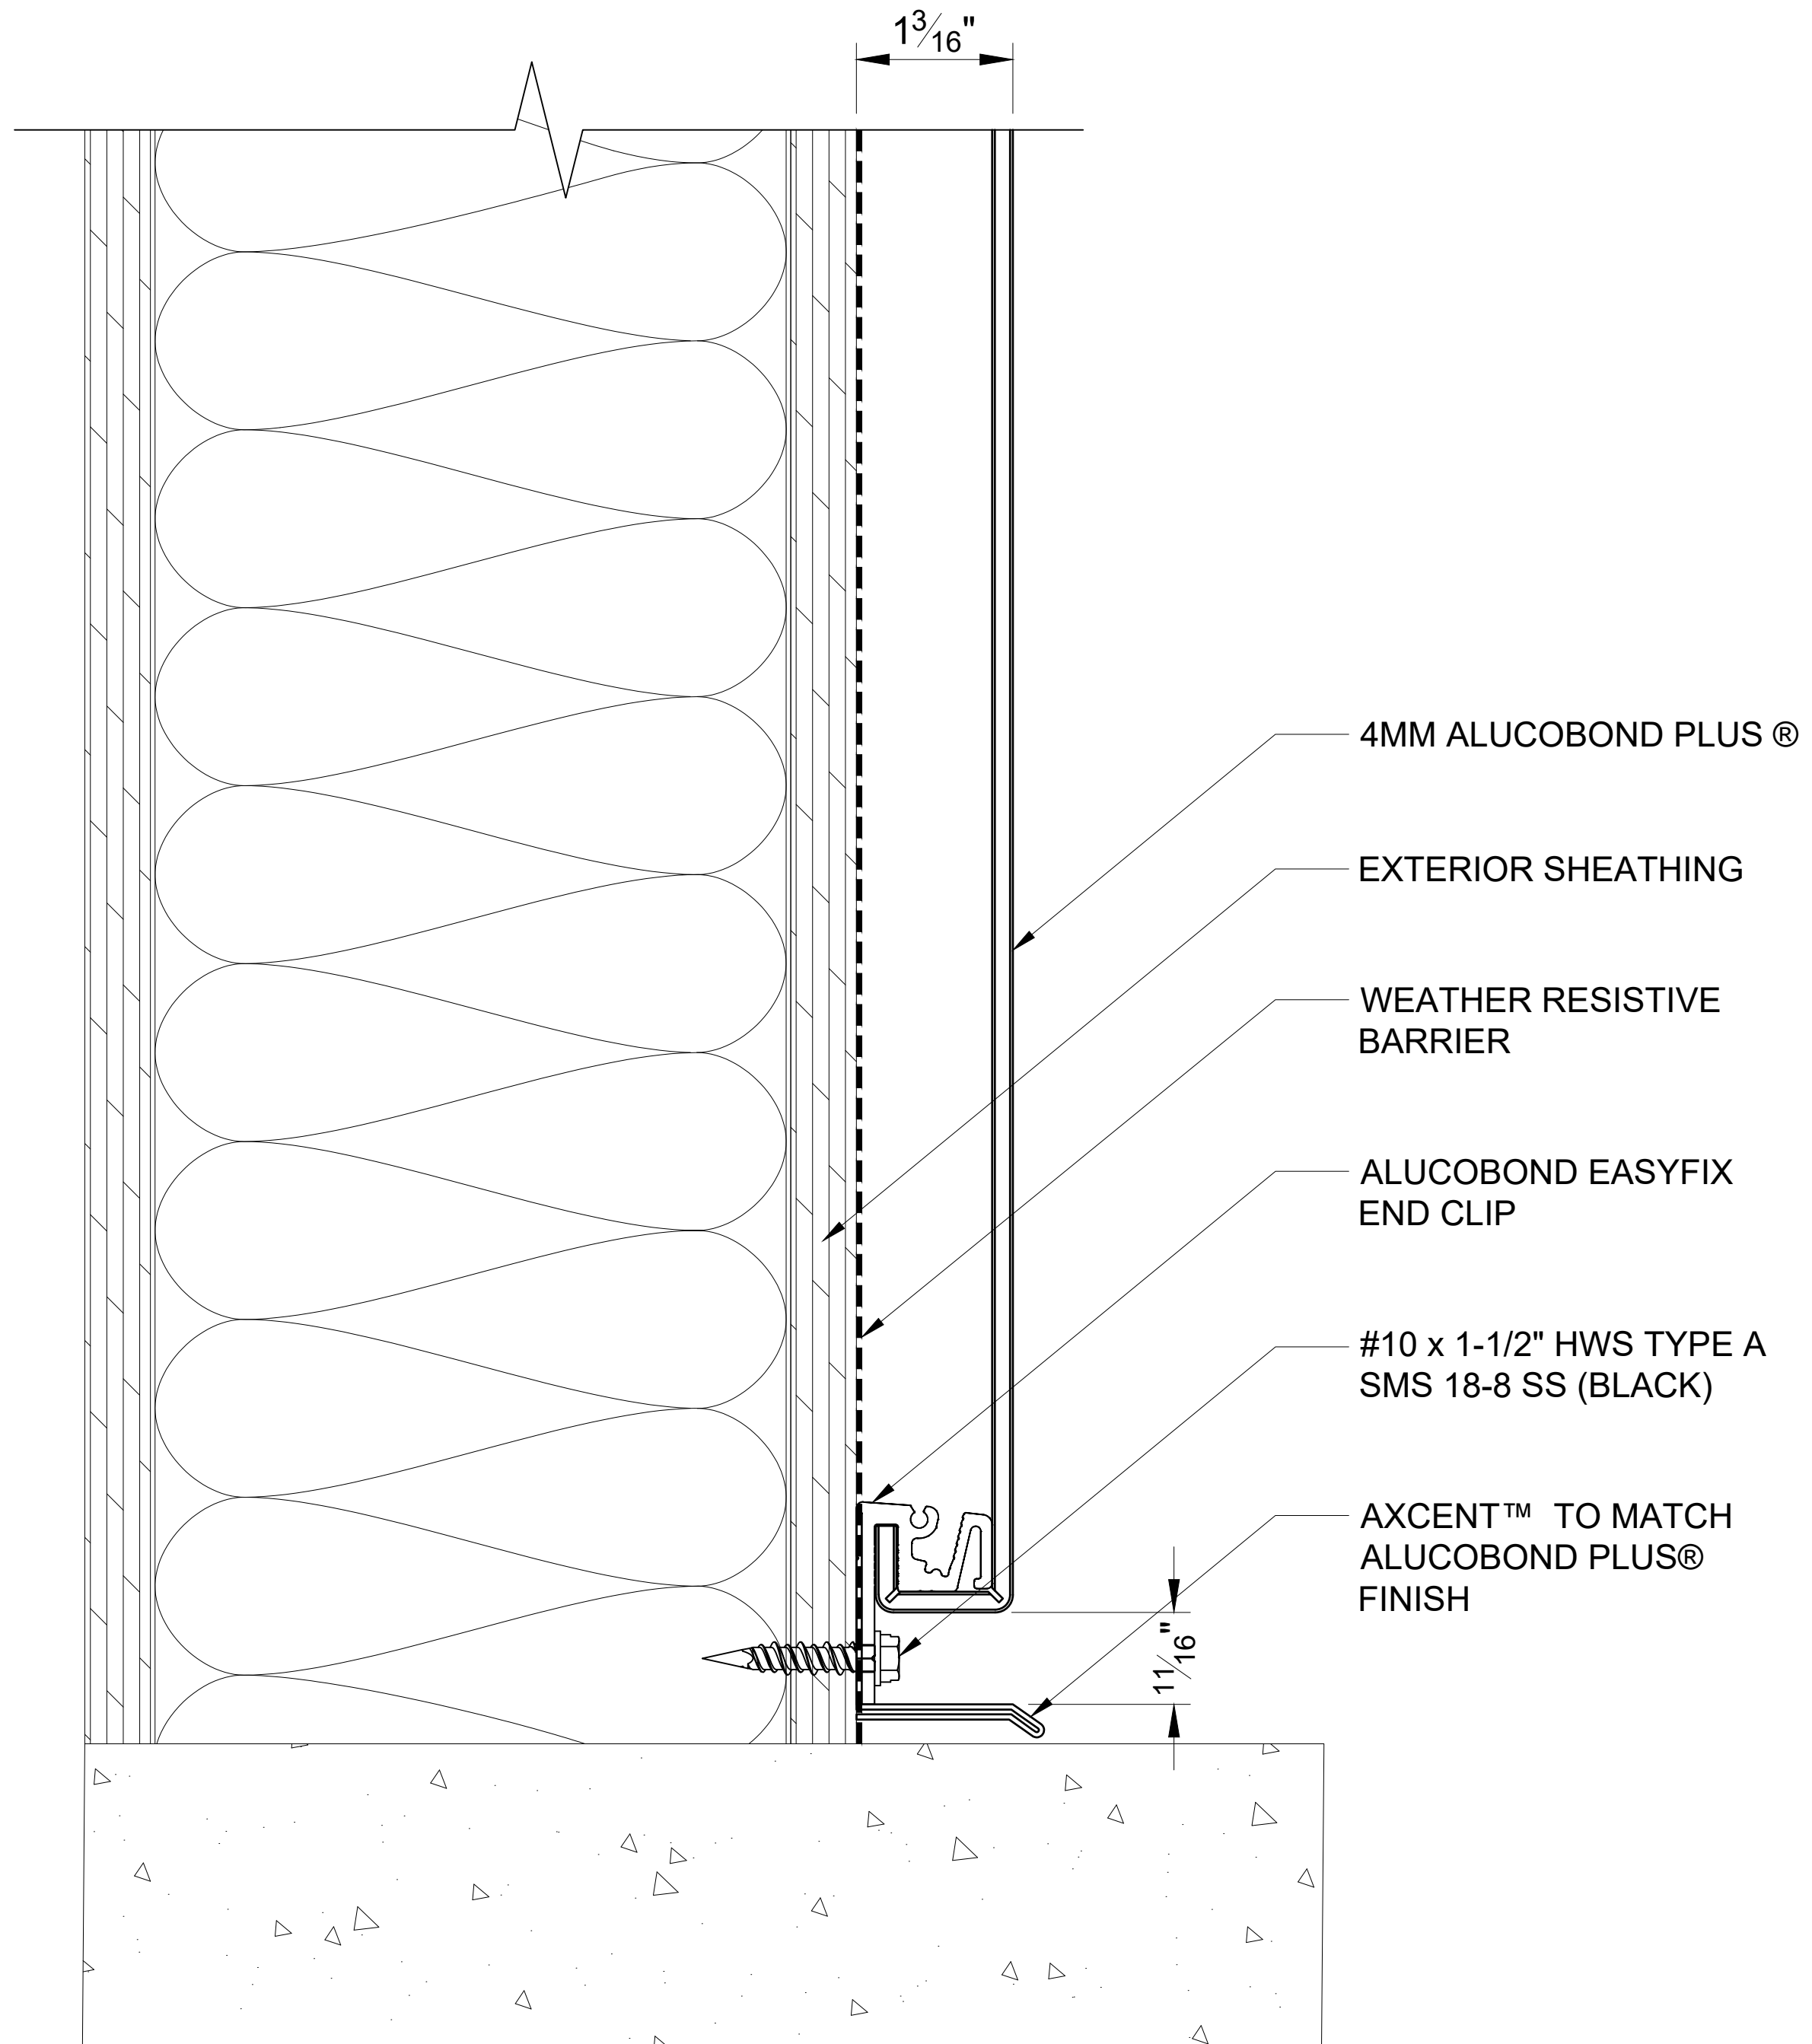 1 3/16"
4MM ALUCOBOND PLUS ®
EXTERIOR SHEATHING
WEATHER RESISTIVE
BARRIER
ALUCOBOND EASYFIX
END CLIP
#10 x 1-1/2" HWS TYPE A
SMS 18-8 SS (BLACK)
AXCENT™ TO MATCH
ALUCOBOND PLUS®
FINISH
11/16"